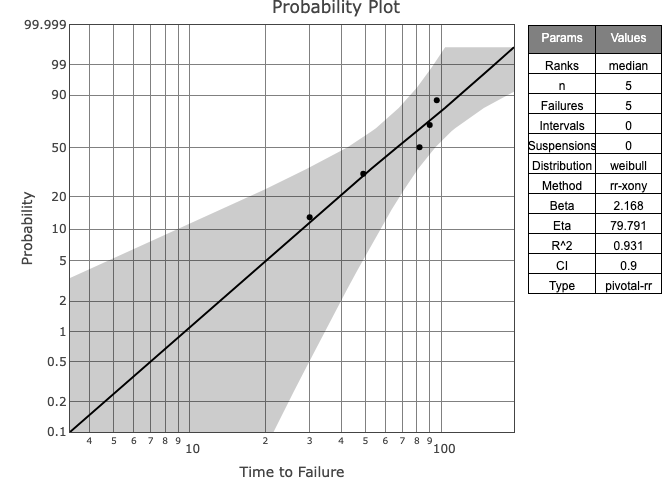 Probability Plot
99.999
99
90
50
20
10
5
2
1
0.5
0.2
0.1
Probability
4 5 6 7 8 9 10 2 3 4 5 6 7 8 9 100
Time to Failure
Params Values
Ranks median
n 5
Failures 5
Intervals 0
Suspensions 0
Distribution weibull
Method rr-xony
Beta 2.168
Eta 79.791
R^2 0.931
CI 0.9
Type pivotal-rr